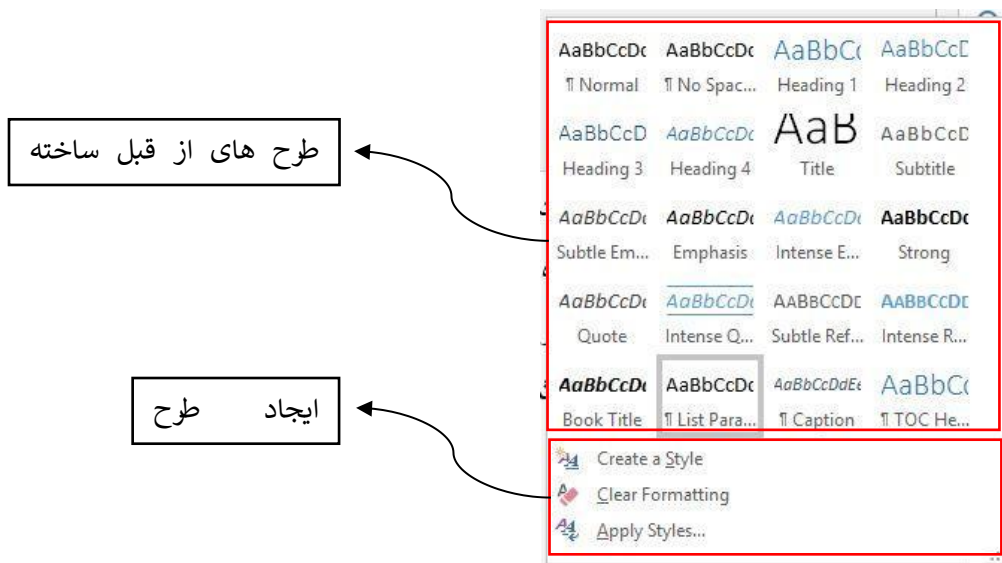 AaBbCcDc AaBbCcDc AaBbCc AaBbCcD
¶ Normal ¶ No Spac... Heading 1 Heading 2
طرح های از قبل ساخته
AaBbCcD AaBbCcDc AaB AaBbCcD
Heading 3 Heading 4 Title Subtitle
AaBbCcDc AaBbCcDc AaBbCcDc AaBbCcDc
Subtle Em... Emphasis Intense E... Strong
AaBbCcDc AaBbCcDc AABBCCDD AABBCCDD
Quote Intense Q... Subtle Ref... Intense R...
ایجاد طرح
AaBbCcDc AaBbCcDc AaBbCcDdEe AaBbCc
Book Title ¶ List Para... ¶ Caption ¶ TOC He...
Create a Style
Clear Formatting
Apply Styles...